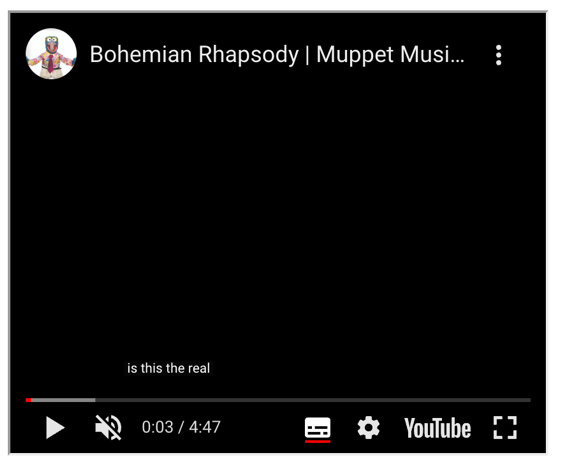 Bohemian Rhapsody | Muppet Musi...
is this the real
0:03 / 4:47
YouTube